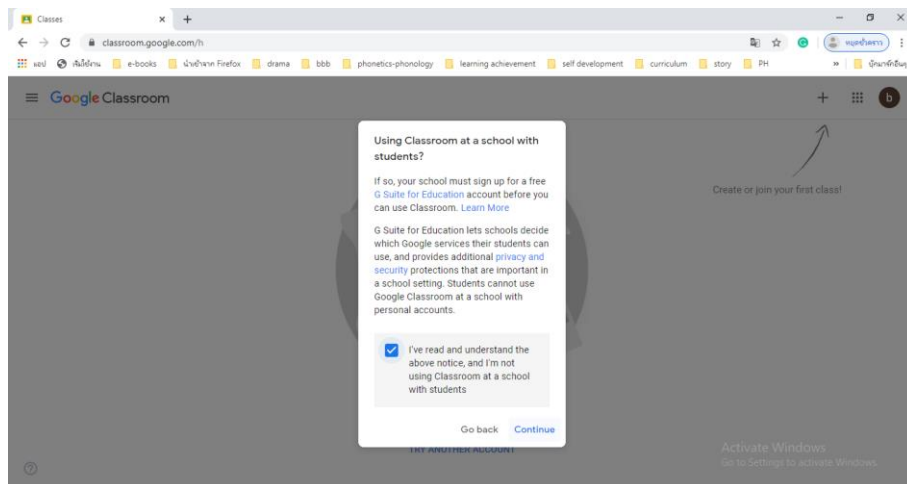 Classes
classroom.google.com/h
หยุดชั่วคราว
แอป
e-books
นำเข้าจาก Firefox
drama
bbb
phonetics-phonology
learning achievement
self development
curriculum
story
PH
Google Classroom
b
Create or join your first class!
Using Classroom at a school with
students?
If so, your school must sign up for a free
G Suite for Education account before you
can use Classroom. Learn More
G Suite for Education lets schools decide
which Google services their students can
use, and provides additional privacy and
security protections that are important in
a school setting. Students cannot use
Google Classroom at a school with
personal accounts.
I've read and understand the
above notice, and I'm not
using Classroom at a school
with students
Go back Continue
TRY ANOTHER ACCOUNT
Activate Windows
Go to Settings to activate Windows.